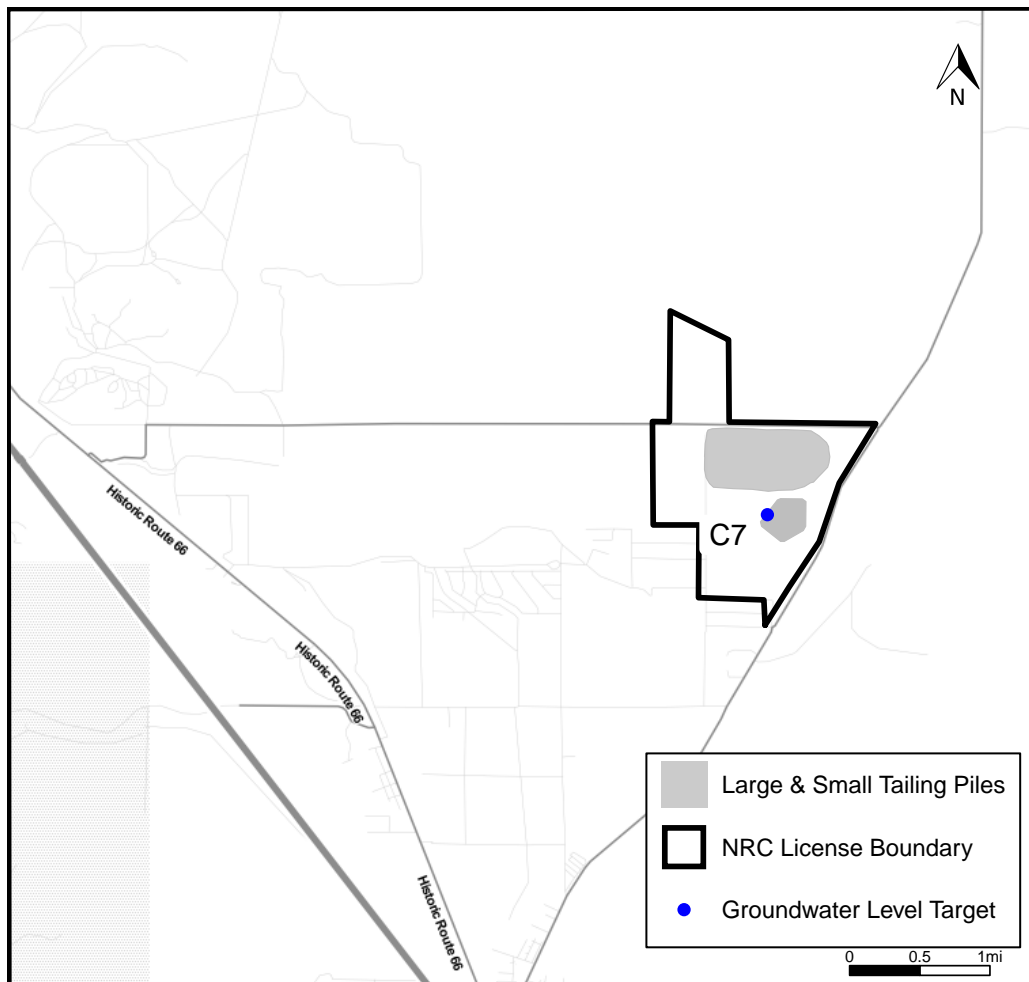 N
C7
Historic Route 66
Historic Route 66
Historic Route 66
Large & Small Tailing Piles
NRC License Boundary
Groundwater Level Target
0 0.5 1mi